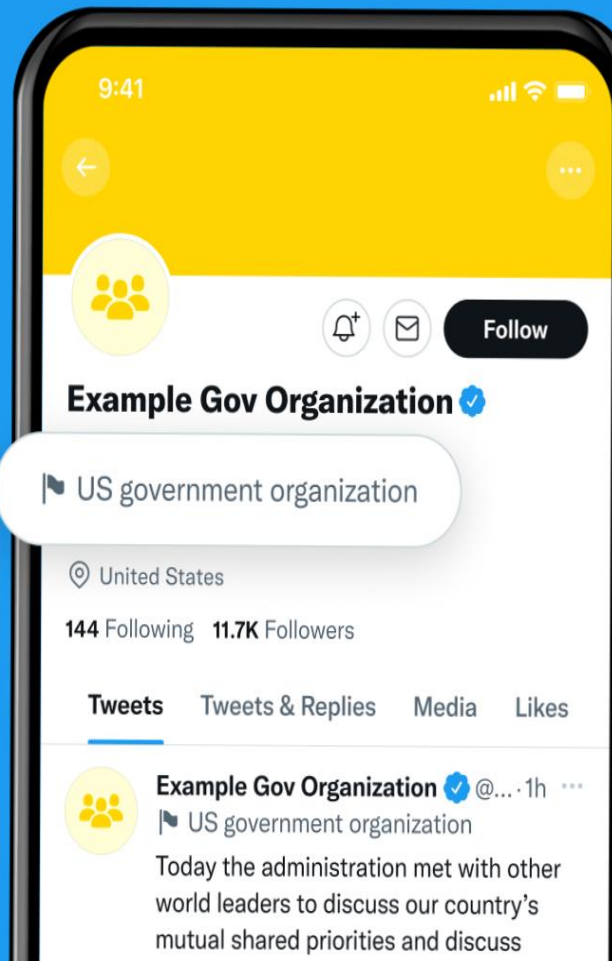 9:41
Follow
Example Gov Organization
US government organization
United States
144 Following 11.7K Followers
Tweets Tweets & Replies Media Likes
Example Gov Organization @... · 1h
US government organization
Today the administration met with other
world leaders to discuss our country's
mutual shared priorities and discuss